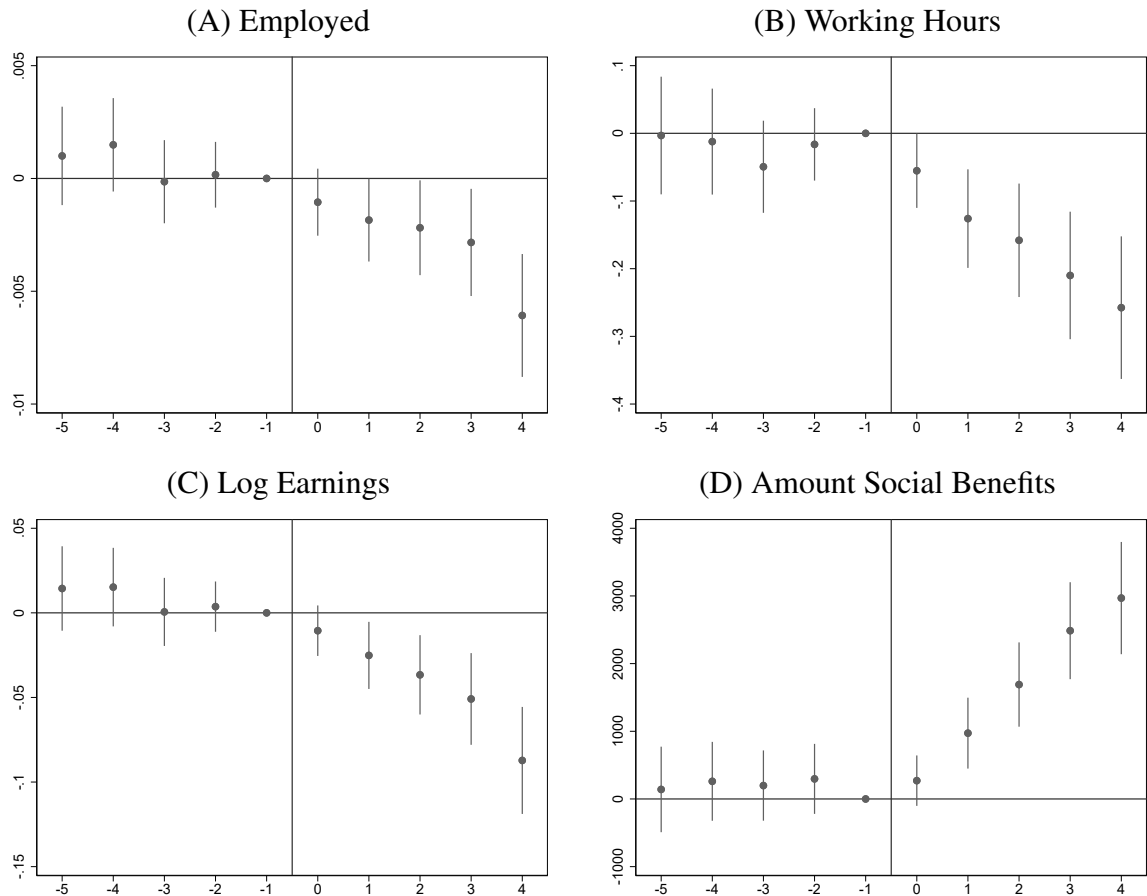 (A) Employed
.005
0
-.005
-.01
-5 -4 -3 -2 -1 0 1 2 3 4
(B) Working Hours
.1
0
-.1
-.2
-.3
-.4
-5 -4 -3 -2 -1 0 1 2 3 4
(C) Log Earnings
.05
0
-.05
-.1
-.15
-5 -4 -3 -2 -1 0 1 2 3 4
(D) Amount Social Benefits
4000
3000
2000
1000
0
-1000
-5 -4 -3 -2 -1 0 1 2 3 4